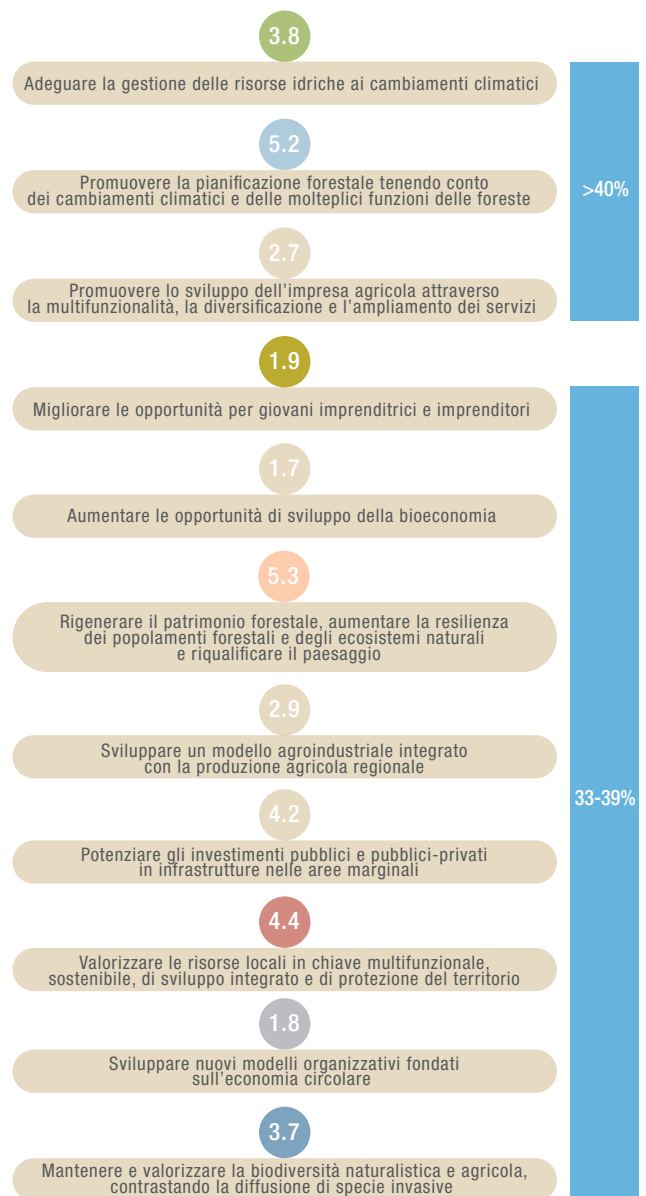 3.8
Adeguare la gestione delle risorse idriche ai cambiamenti climatici
5.2
Promuovere la pianificazione forestale tenendo conto
dei cambiamenti climatici e delle molteplici funzioni delle foreste
>40%
2.7
Promuovere lo sviluppo dell'impresa agricola attraverso
la multifunzionalità, la diversificazione e l'ampliamento dei servizi
1.9
Migliorare le opportunità per giovani imprenditrici e imprenditori
1.7
Aumentare le opportunità di sviluppo della bioeconomia
5.3
Rigenerare il patrimonio forestale, aumentare la resilienza
dei popolamenti forestali e degli ecosistemi naturali
e riqualificare il paesaggio
2.9
Sviluppare un modello agroindustriale integrato
con la produzione agricola regionale
33-39%
4.2
Potenziare gli investimenti pubblici e pubblici-privati
in infrastrutture nelle aree marginali
4.4
Valorizzare le risorse locali in chiave multifunzionale,
sostenibile, di sviluppo integrato e di protezione del territorio
1.8
Sviluppare nuovi modelli organizzativi fondati
sull'economia circolare
3.7
Mantenere e valorizzare la biodiversità naturalistica e agricola,
contrastando la diffusione di specie invasive